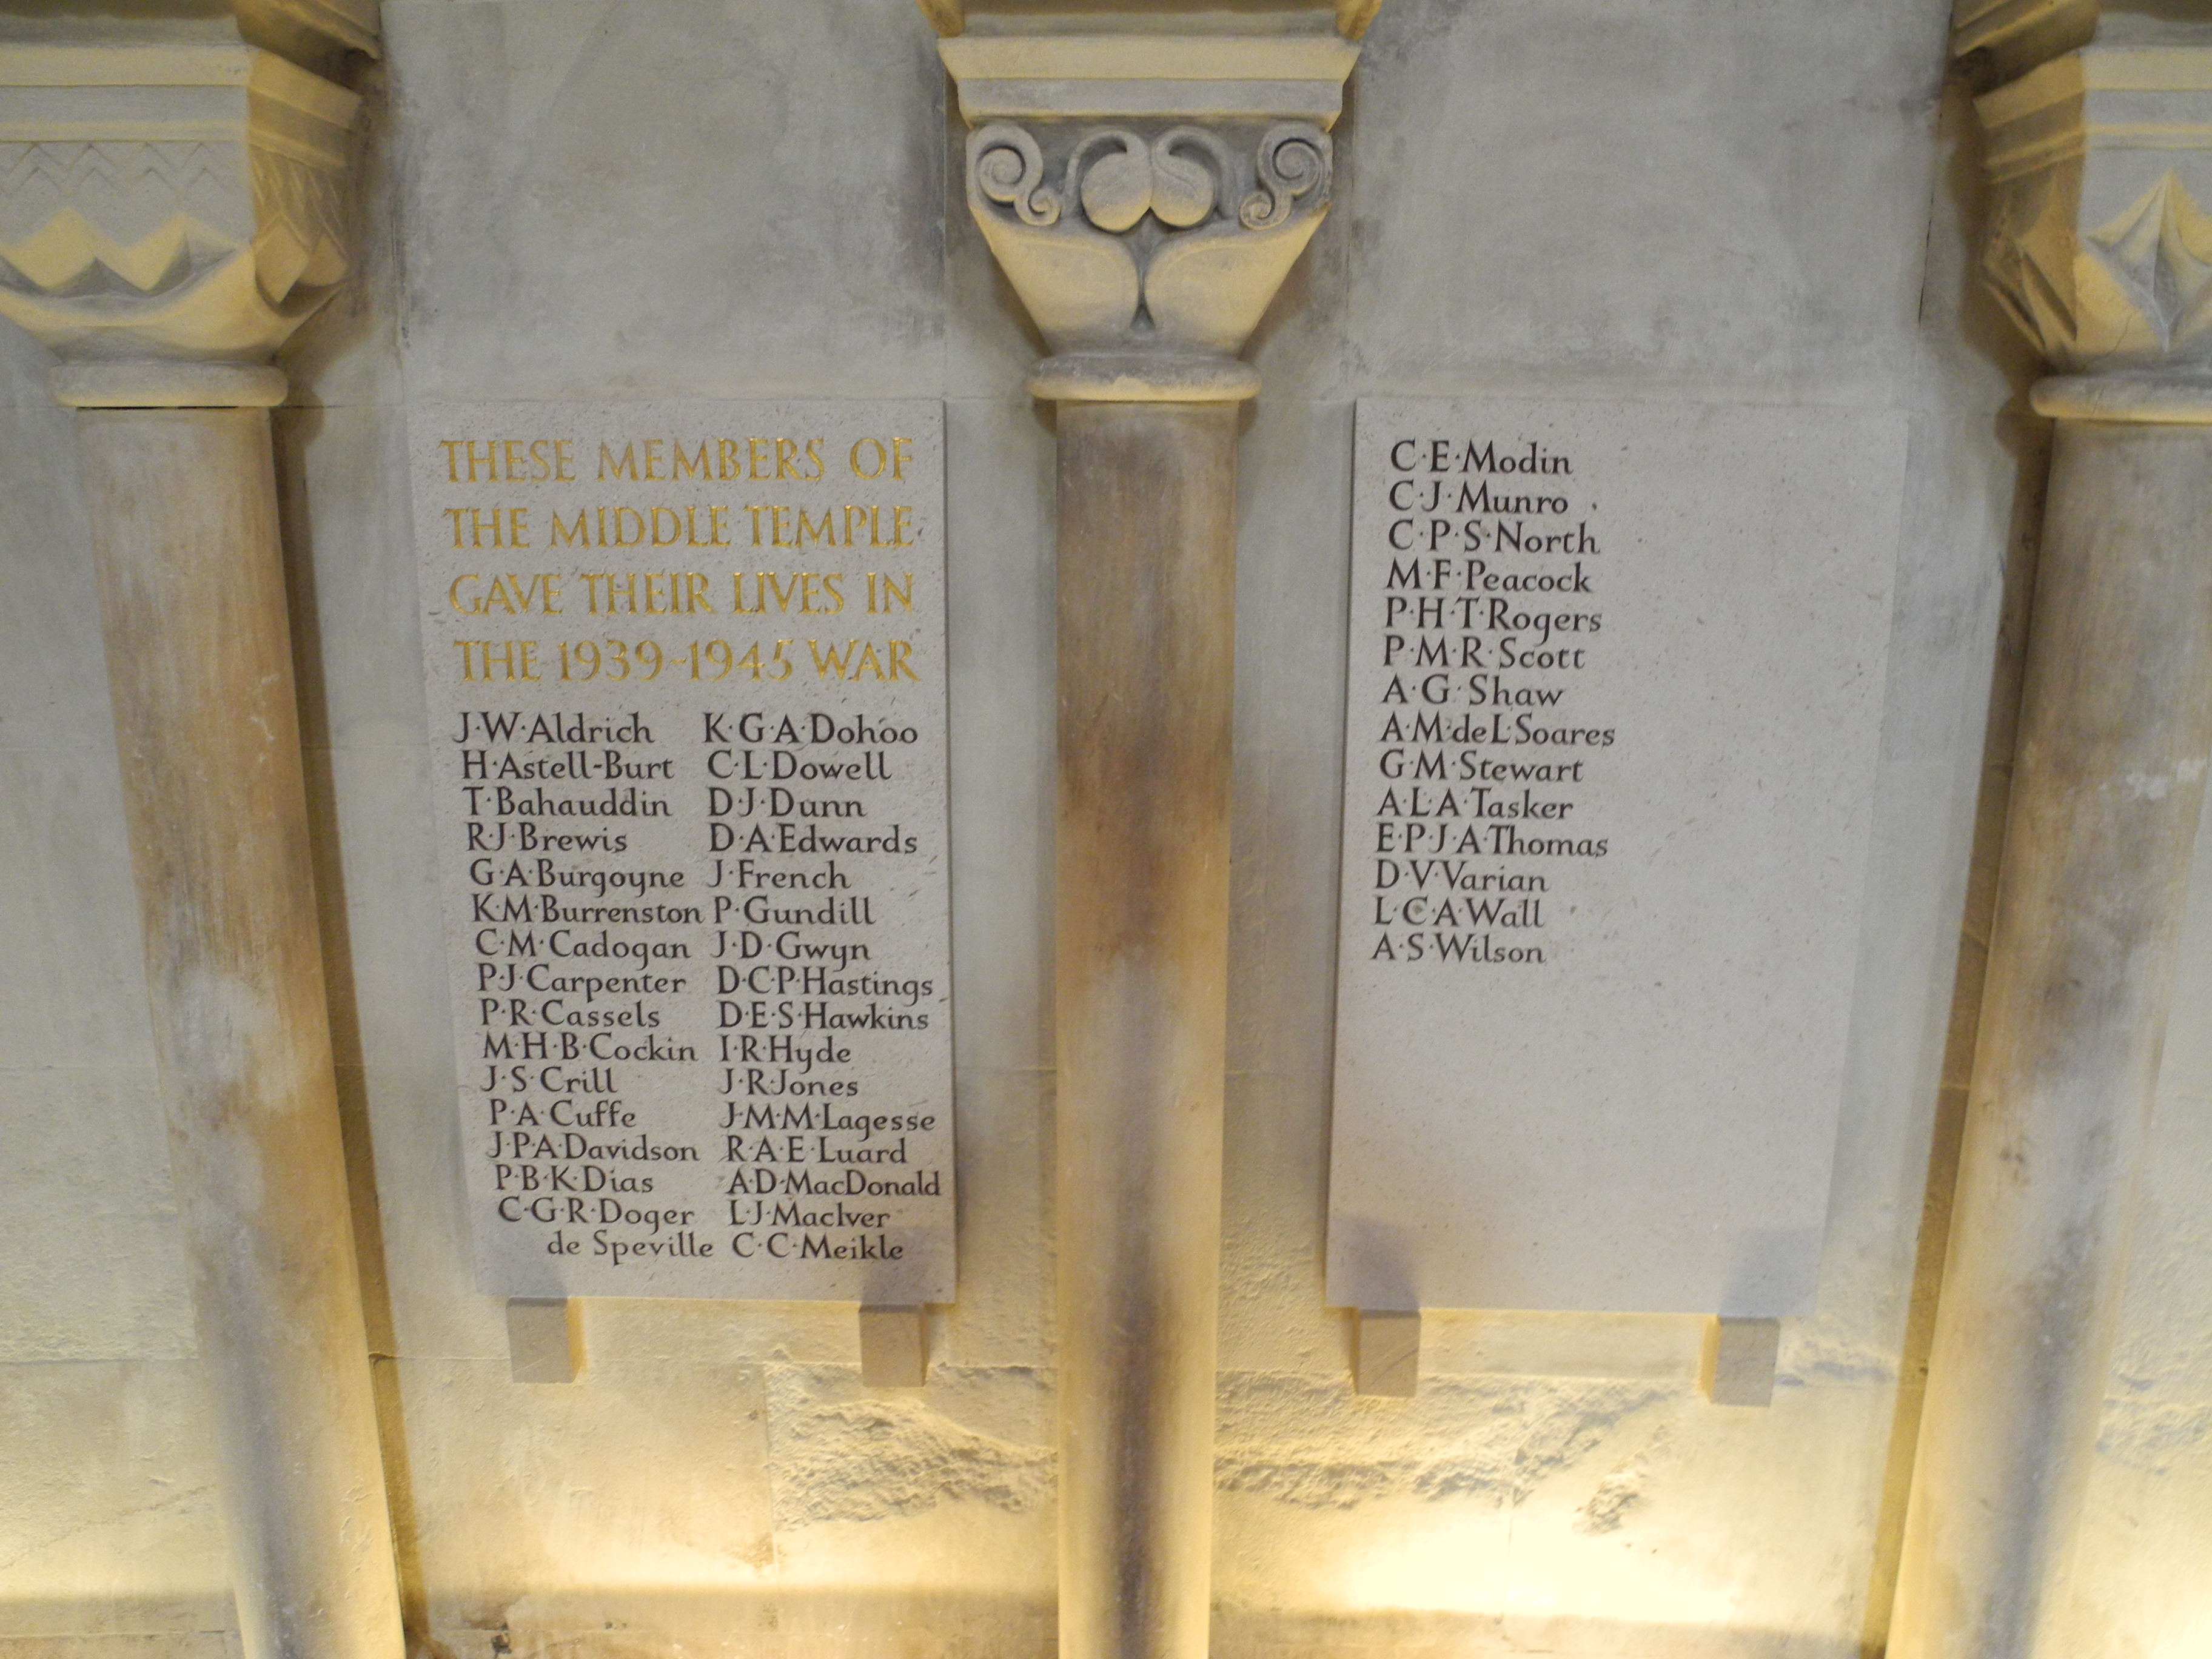 THESE MEMBERS OF
THE MIDDLE TEMPLE
GAVE THEIR LIVES IN
THE 1939-1945 WAR
J·W·Aldrich
H·Astell-Burt
T·Bahauddin
R·J·Brewis
G·A·Burgoyne
K·M·Burrenston
C·M·Cadogan
P·J·Carpenter
P·R·Cassels
M·H·B·Cockin
J·S·Crill
P·A·Cuffe
J·P·A·Davidson
P·B·K·Dias
C·G·R·Doger
de Speville
K·G·A·Dohoo
C·L·Dowell
D·J·Dunn
D·A·Edwards
J·French
P·Gundill
J·D·Gwyn
D·C·P·Hastings
D·E·S·Hawkins
I·R·Hyde
J·R·Jones
J·M·M·Lagesse
R·A·E·Luard
A·D·MacDonald
L·J·MacIver
C·C·Meikle
C·E·Modin
C·J·Munro
C·P·S·North
M·F·Peacock
P·H·T·Rogers
P·M·R·Scott
A·G·Shaw
A·M·de L·Soares
G·M·Stewart
A·L·A·Tasker
E·P·J·A·Thomas
D·V·Varian
L·C·A·Wall
A·S·Wilson